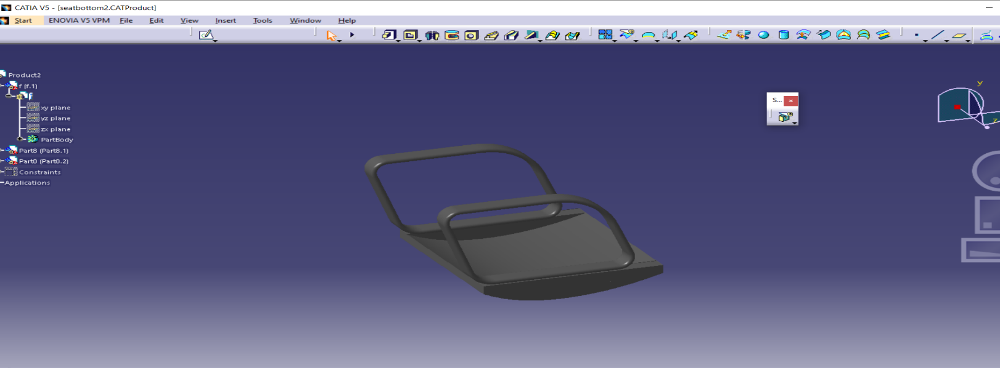 CATIA V5 - [seatbottom2.CATProduct]
Start ENOVIA V5 VPM File Edit View Insert Tools Window Help
Product2
f (f.1)
f
xy plane
yz plane
zx plane
PartBody
Part8 (Part8.1)
Part8 (Part8.2)
Constraints
Applications
S...
y
z